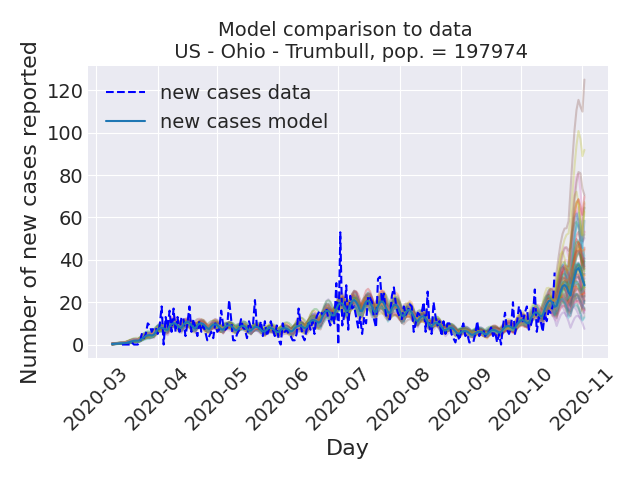 Model comparison to data
US - Ohio - Trumbull, pop. = 197974
Number of new cases reported
120
100
80
60
40
20
0
new cases data
new cases model
2020-03
2020-04
2020-05
2020-06
2020-07
2020-08
2020-09
2020-10
2020-11
Day